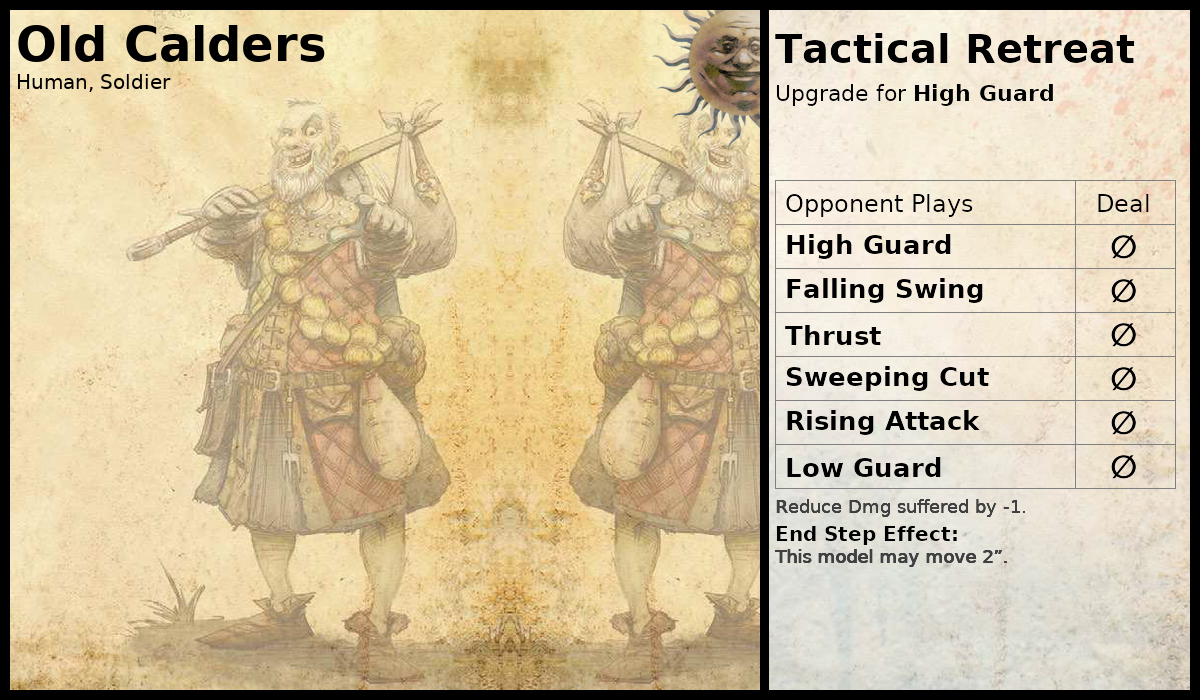 Old Calders
Human, Soldier
Tactical Retreat
Upgrade for High Guard
Opponent Plays Deal
High Guard ∅
Falling Swing ∅
Thrust ∅
Sweeping Cut ∅
Rising Attack ∅
Low Guard ∅
Reduce Dmg suffered by -1.
End Step Effect:
This model may move 2”.